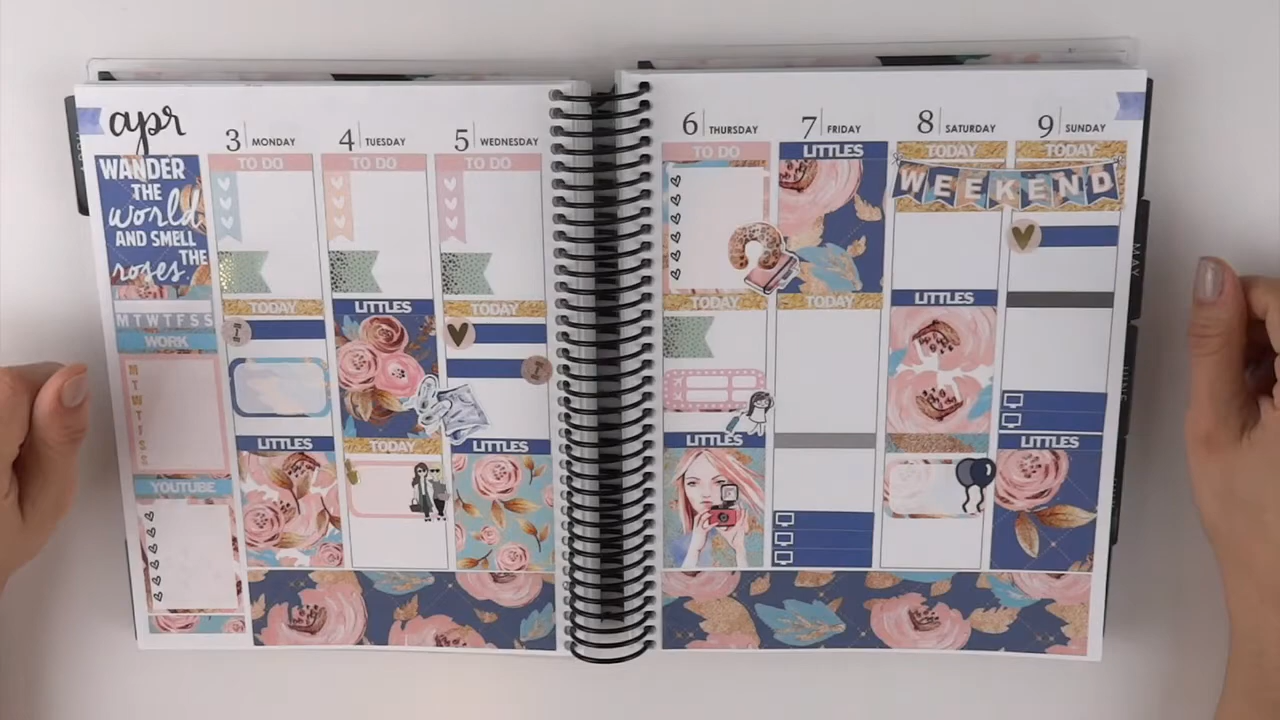 apr
3 MONDAY
4 TUESDAY
5 WEDNESDAY
6 THURSDAY
7 FRIDAY
8 SATURDAY
9 SUNDAY
WANDER
THE
world
AND SMELL
THE
roses.
M T W T F S S
WORK
M
T
W
T
F
S
S
YOUTUBE
TO DO
TODAY
LITTLES
TO DO
LITTLES
TODAY
TO DO
TODAY
LITTLES
TO DO
TODAY
LITTLES
LITTLES
TODAY
TODAY
TODAY
WEEKEND
LITTLES
LITTLES
MAY